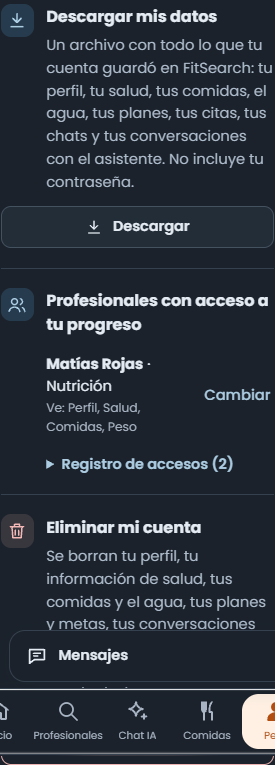 Descargar mis datos
Un archivo con todo lo que tu
cuenta guardó en FitSearch: tu
perfil, tu salud, tus comidas, el
agua, tus planes, tus citas, tus
chats y tus conversaciones
con el asistente. No incluye tu
contraseña.
Descargar
Profesionales con acceso a
tu progreso
Matías Rojas ·
Nutrición
Ve: Perfil, Salud,
Comidas, Peso
Cambiar
Registro de accesos (2)
Eliminar mi cuenta
Se borran tu perfil, tu
información de salud, tus
comidas y el agua, tus planes
y metas, tus conversaciones
Mensajes
cio
Profesionales
Chat IA
Comidas
Pe